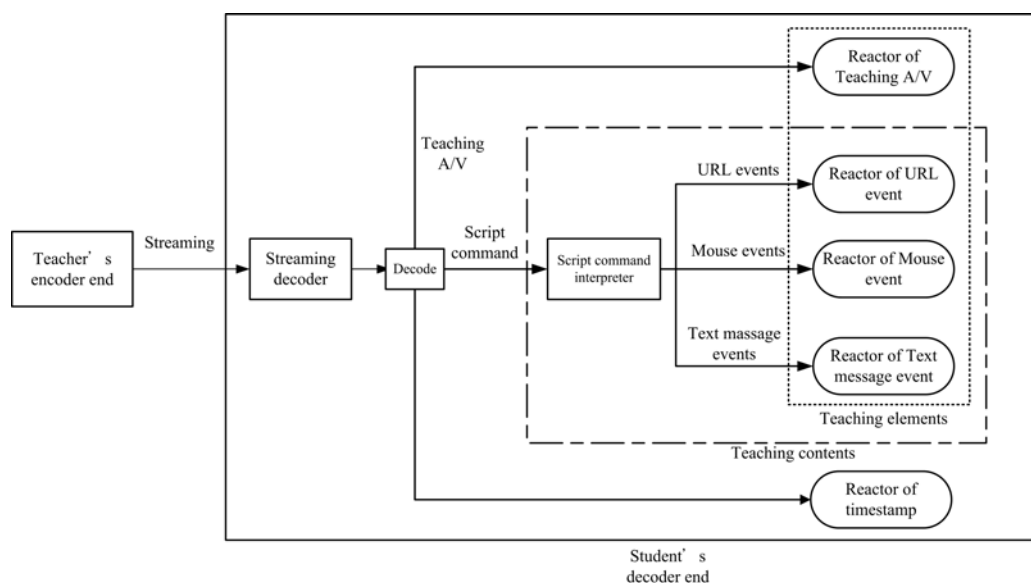 Reactor of
Teaching A/V
Teaching
A/V
URL events
Reactor of URL
event
Teacher’s
encoder end
Streaming
Streaming
decoder
Decode
Script
command
Script command
interpreter
Mouse events
Reactor of Mouse
event
Text massage
events
Reactor of Text
message event
Teaching elements
Teaching contents
Reactor of
timestamp
Student’s
decoder end